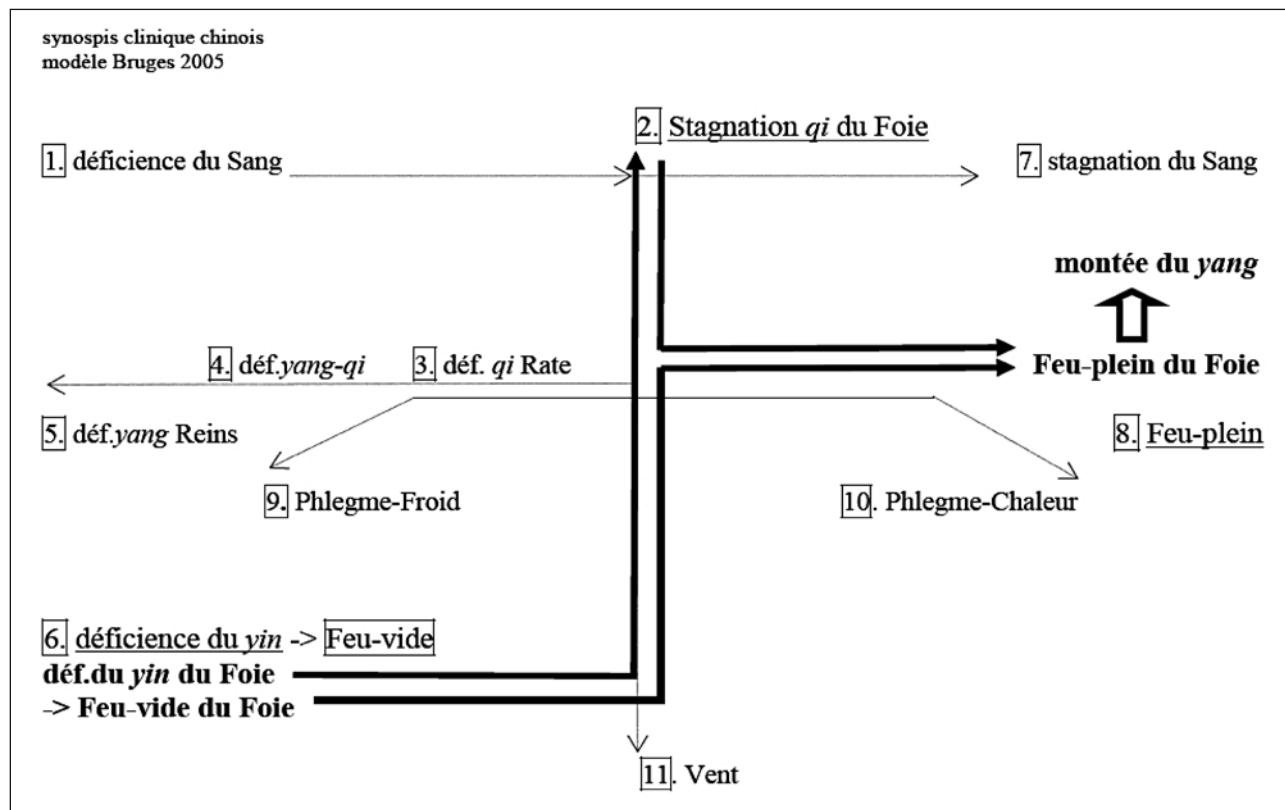 synospis clinique chinois
modèle Bruges 2005
2. Stagnation qi du Foie
1. déficience du Sang
7. stagnation du Sang
montée du yang
4. déf.yang-qi
3. déf. qi Rate
Feu-plein du Foie
5. déf.yang Reins
8. Feu-plein
9. Phlegme-Froid
10. Phlegme-Chaleur
6. déficience du yin -> Feu-vide
déf.du yin du Foie
-> Feu-vide du Foie
11. Vent